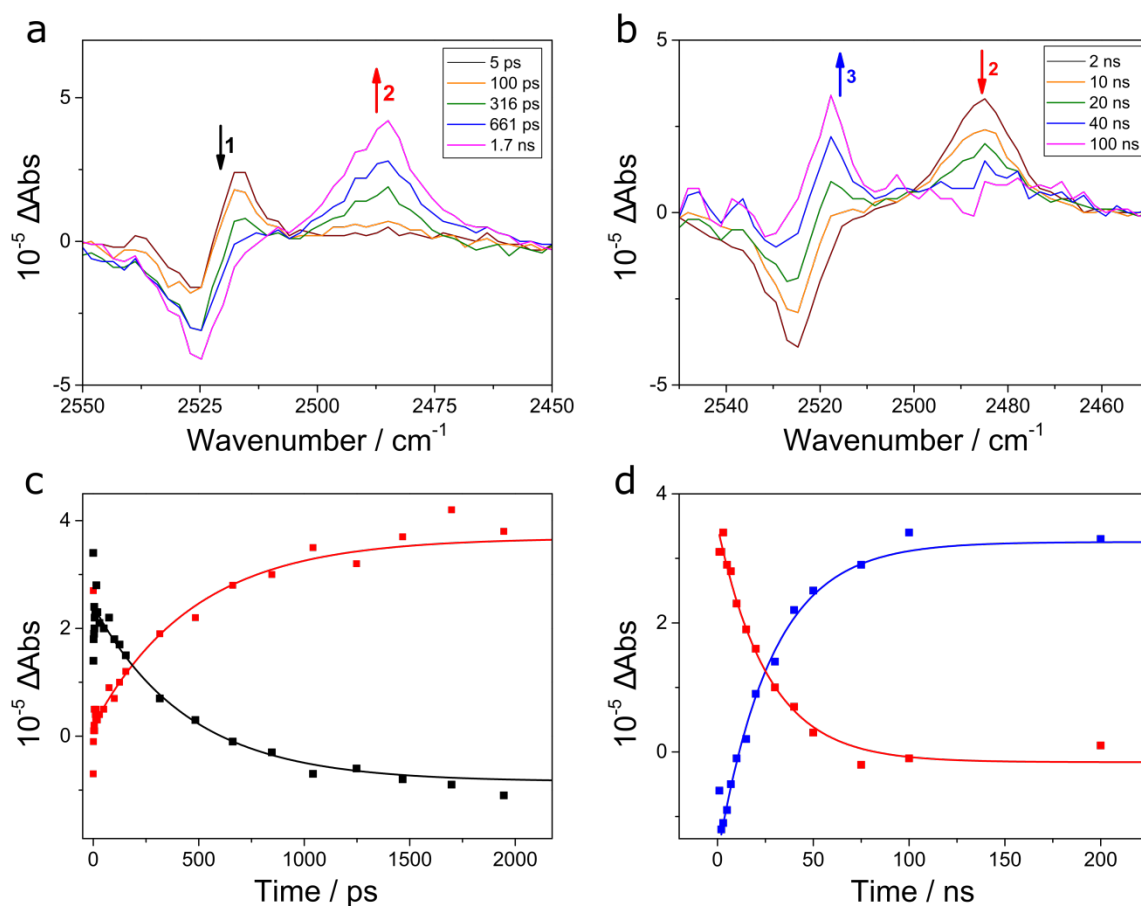 a
5
0
-5
10⁻⁵ ΔAbs
1
2
5 ps
100 ps
316 ps
661 ps
1.7 ns
2550 2525 2500 2475 2450
Wavenumber / cm⁻¹
b
5
0
-5
10⁻⁵ ΔAbs
3
2
2 ns
10 ns
20 ns
40 ns
100 ns
2540 2520 2500 2480 2460
Wavenumber / cm⁻¹
c
4
2
0
10⁻⁵ ΔAbs
0 500 1000 1500 2000
Time / ps
d
4
2
0
10⁻⁵ ΔAbs
0 50 100 150 200
Time / ns